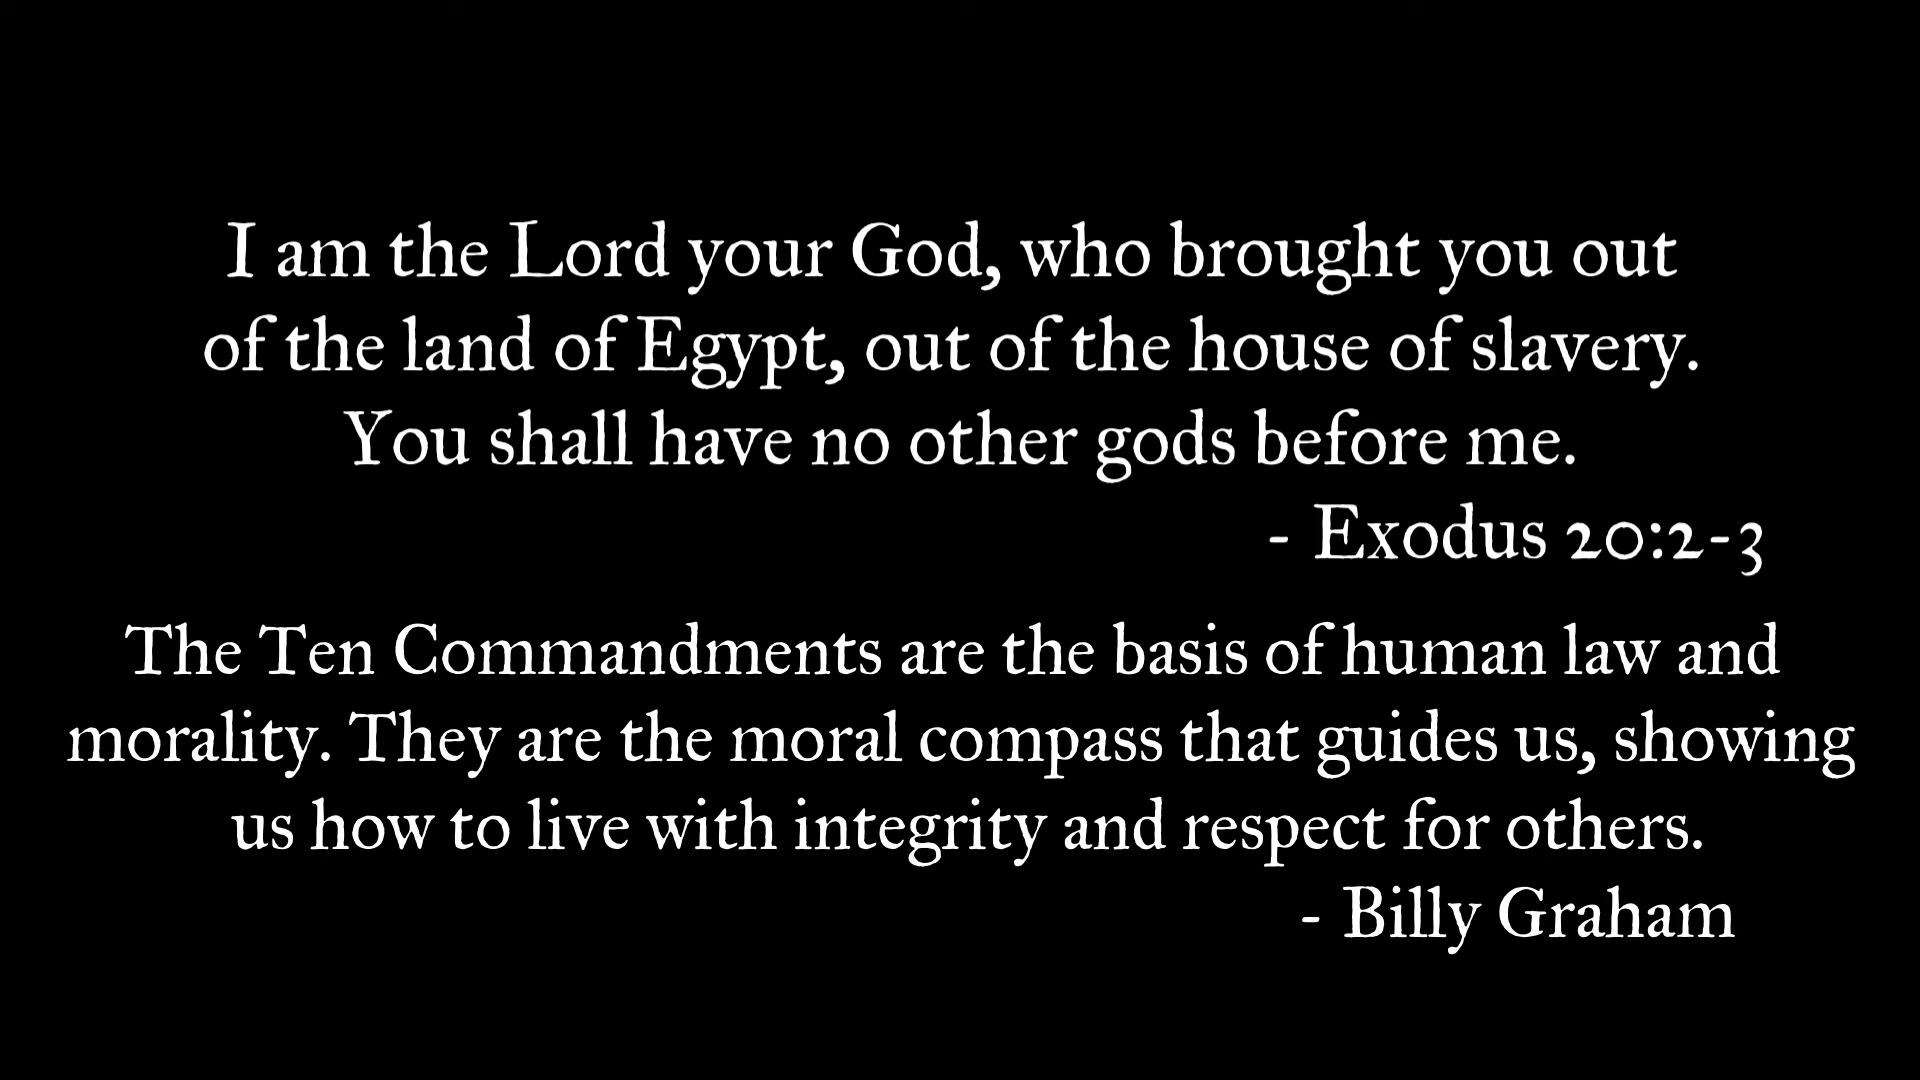 I am the Lord your God, who brought you out
of the land of Egypt, out of the house of slavery.
You shall have no other gods before me.
- Exodus 20:2-3
The Ten Commandments are the basis of human law and
morality. They are the moral compass that guides us, showing
us how to live with integrity and respect for others.
- Billy Graham